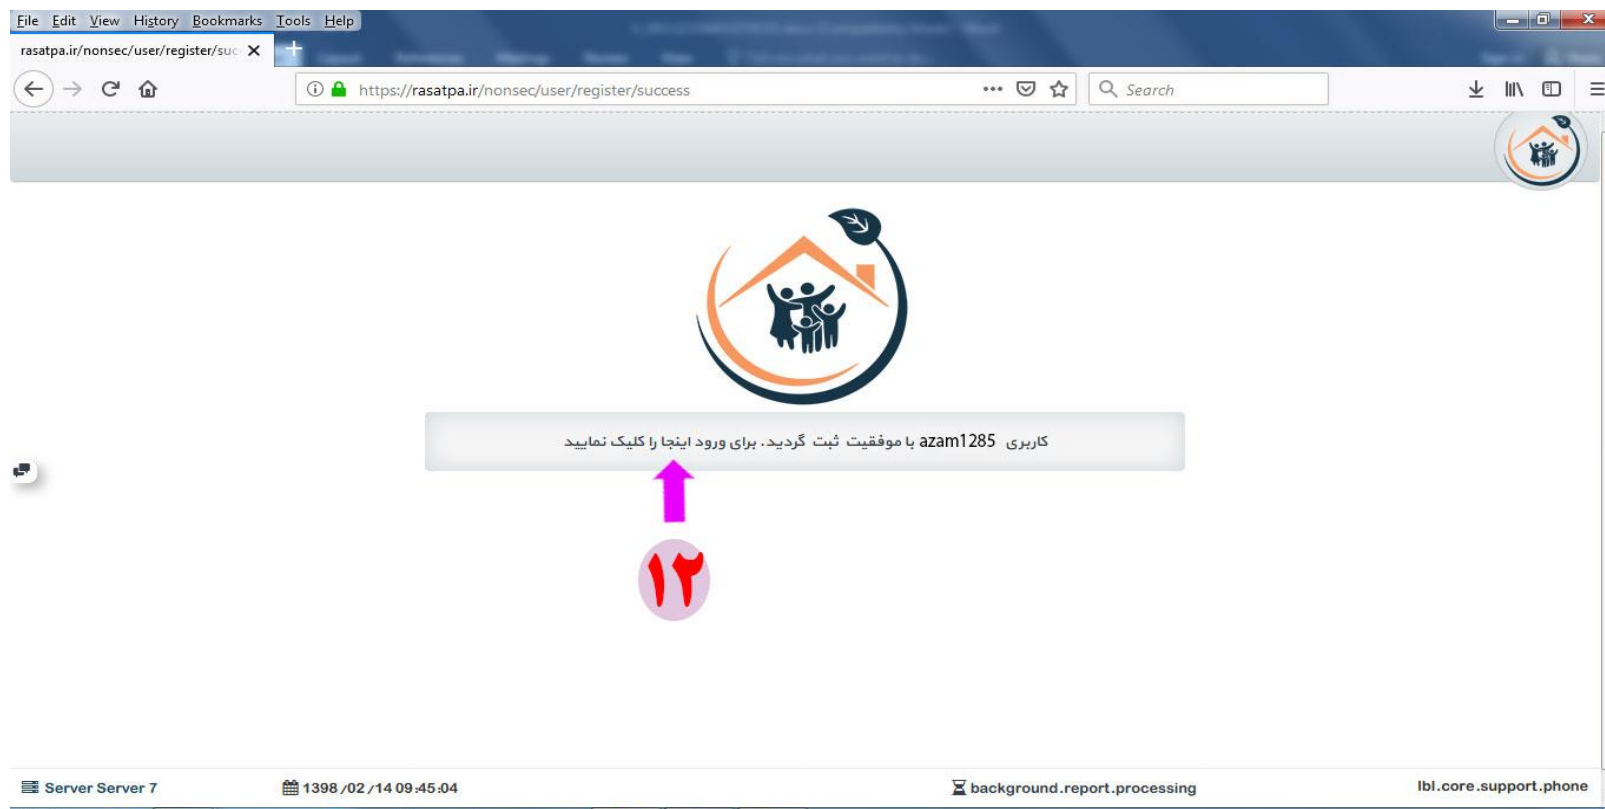 File Edit View History Bookmarks Tools Help
rasatpa.ir/nonsec/user/register/suc
https://rasatpa.ir/nonsec/user/register/success
Search
کاربری azam1285 با موفقیت ثبت گردید. برای ورود اینجا را کلیک نمایید
۱۲
Server Server 7 1398 /02 /14 09:45:04 background.report.processing lbl.core.support.phone